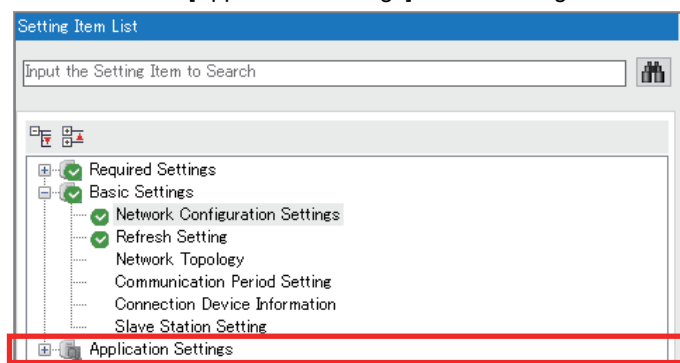 Setting Item List
Input the Setting Item to Search
Required Settings
Basic Settings
Network Configuration Settings
Refresh Setting
Network Topology
Communication Period Setting
Connection Device Information
Slave Station Setting
Application Settings